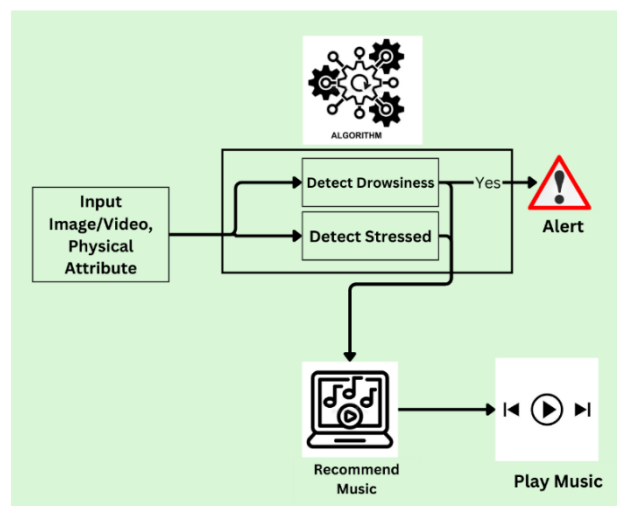 ALGORITHM
Input
Image/Video,
Physical
Attribute
Detect Drowsiness
Yes
Detect Stressed
Alert
Recommend
Music
Play Music